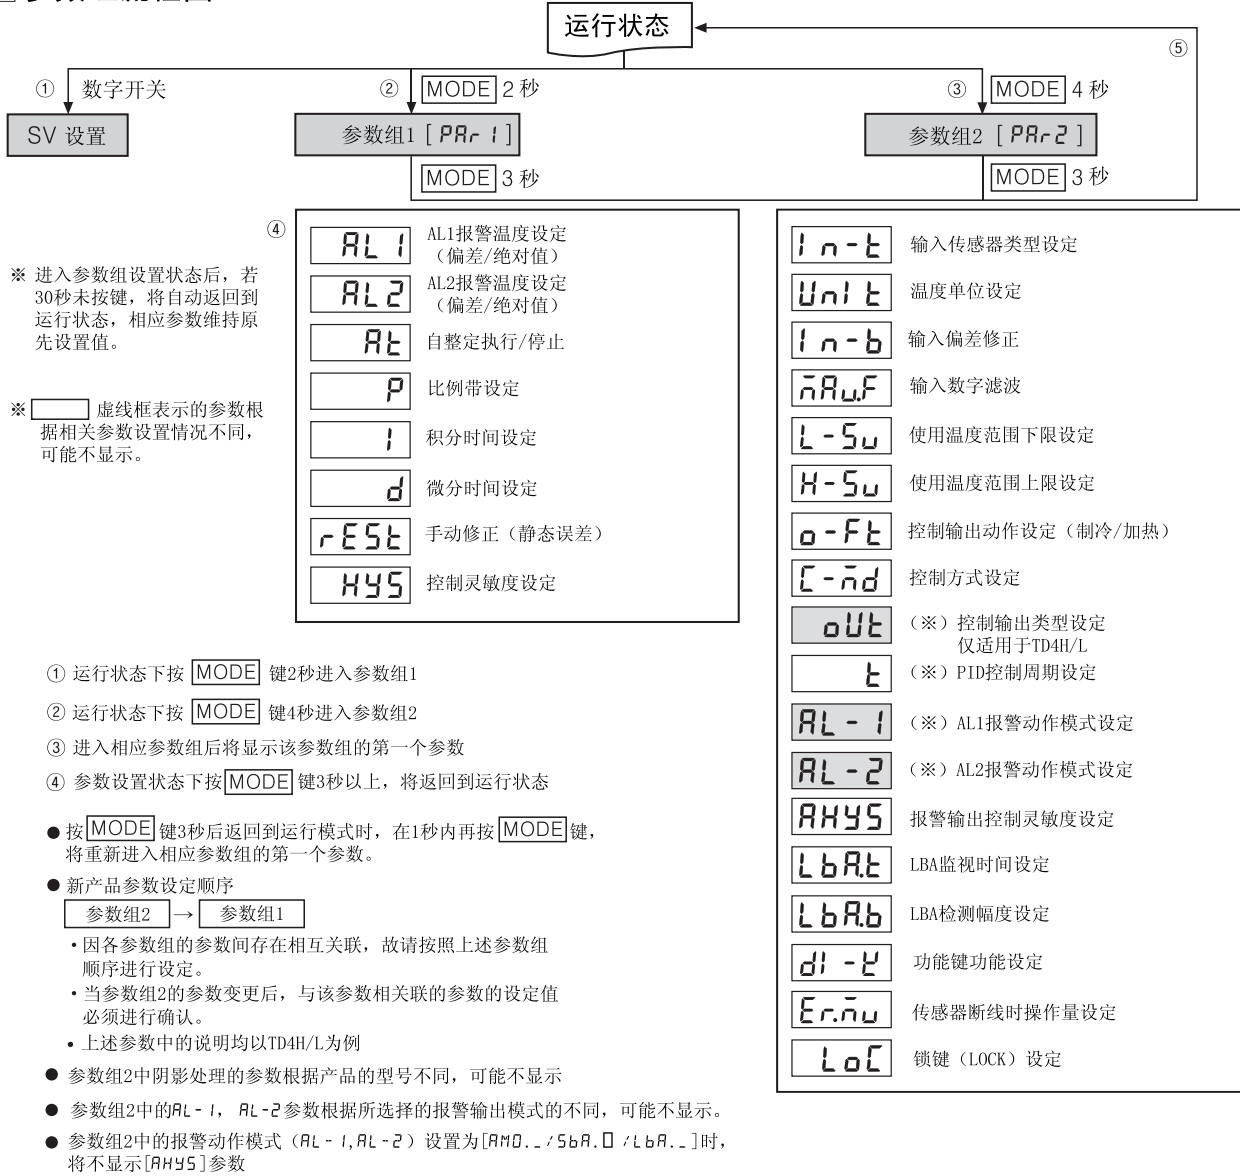 运行状态
⑤
① 数字开关
② MODE 2 秒
③ MODE 4 秒
SV 设置
参数组1 [ PAr 1 ]
参数组2 [ PAr2 ]
MODE 3 秒
MODE 3 秒
④
※ 进入参数组设置状态后，若
30秒未按键，将自动返回到
运行状态，相应参数维持原
先设置值。
※ 虚线框表示的参数根
据相关参数设置情况不同，
可能不显示。
AL1 AL1报警温度设定
（偏差/绝对值）
AL2 AL2报警温度设定
（偏差/绝对值）
At 自整定执行/停止
P 比例带设定
I 积分时间设定
d 微分时间设定
rESt 手动修正（静态误差）
HYS 控制灵敏度设定
In-t 输入传感器类型设定
UnIt 温度单位设定
In-b 输入偏差修正
mAv.F 输入数字滤波
L-Sv 使用温度范围下限设定
H-Sv 使用温度范围上限设定
o-Ft 控制输出动作设定（制冷/加热）
C-md 控制方式设定
oUt （※）控制输出类型设定
仅适用于TD4H/L
t （※）PID控制周期设定
AL-1 （※）AL1报警动作模式设定
AL-2 （※）AL2报警动作模式设定
AHYS 报警输出控制灵敏度设定
LbA.t LBA监视时间设定
LbA.b LBA检测幅度设定
dI-K 功能键功能设定
Er.mv 传感器断线时操作量设定
LoC 锁键（LOCK）设定
① 运行状态下按 MODE 键2秒进入参数组1
② 运行状态下按 MODE 键4秒进入参数组2
③ 进入相应参数组后将显示该参数组的第一个参数
④ 参数设置状态下按 MODE 键3秒以上，将返回到运行状态
● 按 MODE 键3秒后返回到运行模式时，在1秒内再按 MODE 键，
将重新进入相应参数组的第一个参数。
● 新产品参数设定顺序
参数组2 → 参数组1
・因各参数组的参数间存在相互关联，故请按照上述参数组
顺序进行设定。
・当参数组2的参数变更后，与该参数相关联的参数的设定值
必须进行确认。
• 上述参数中的说明均以TD4H/L为例
● 参数组2中阴影处理的参数根据产品的型号不同，可能不显示
● 参数组2中的AL-1，AL-2参数根据所选择的报警输出模式的不同，可能不显示。
● 参数组2中的报警动作模式（AL-1,AL-2）设置为[AM0._/SbA.□/LbA._]时，
将不显示[AHYS]参数